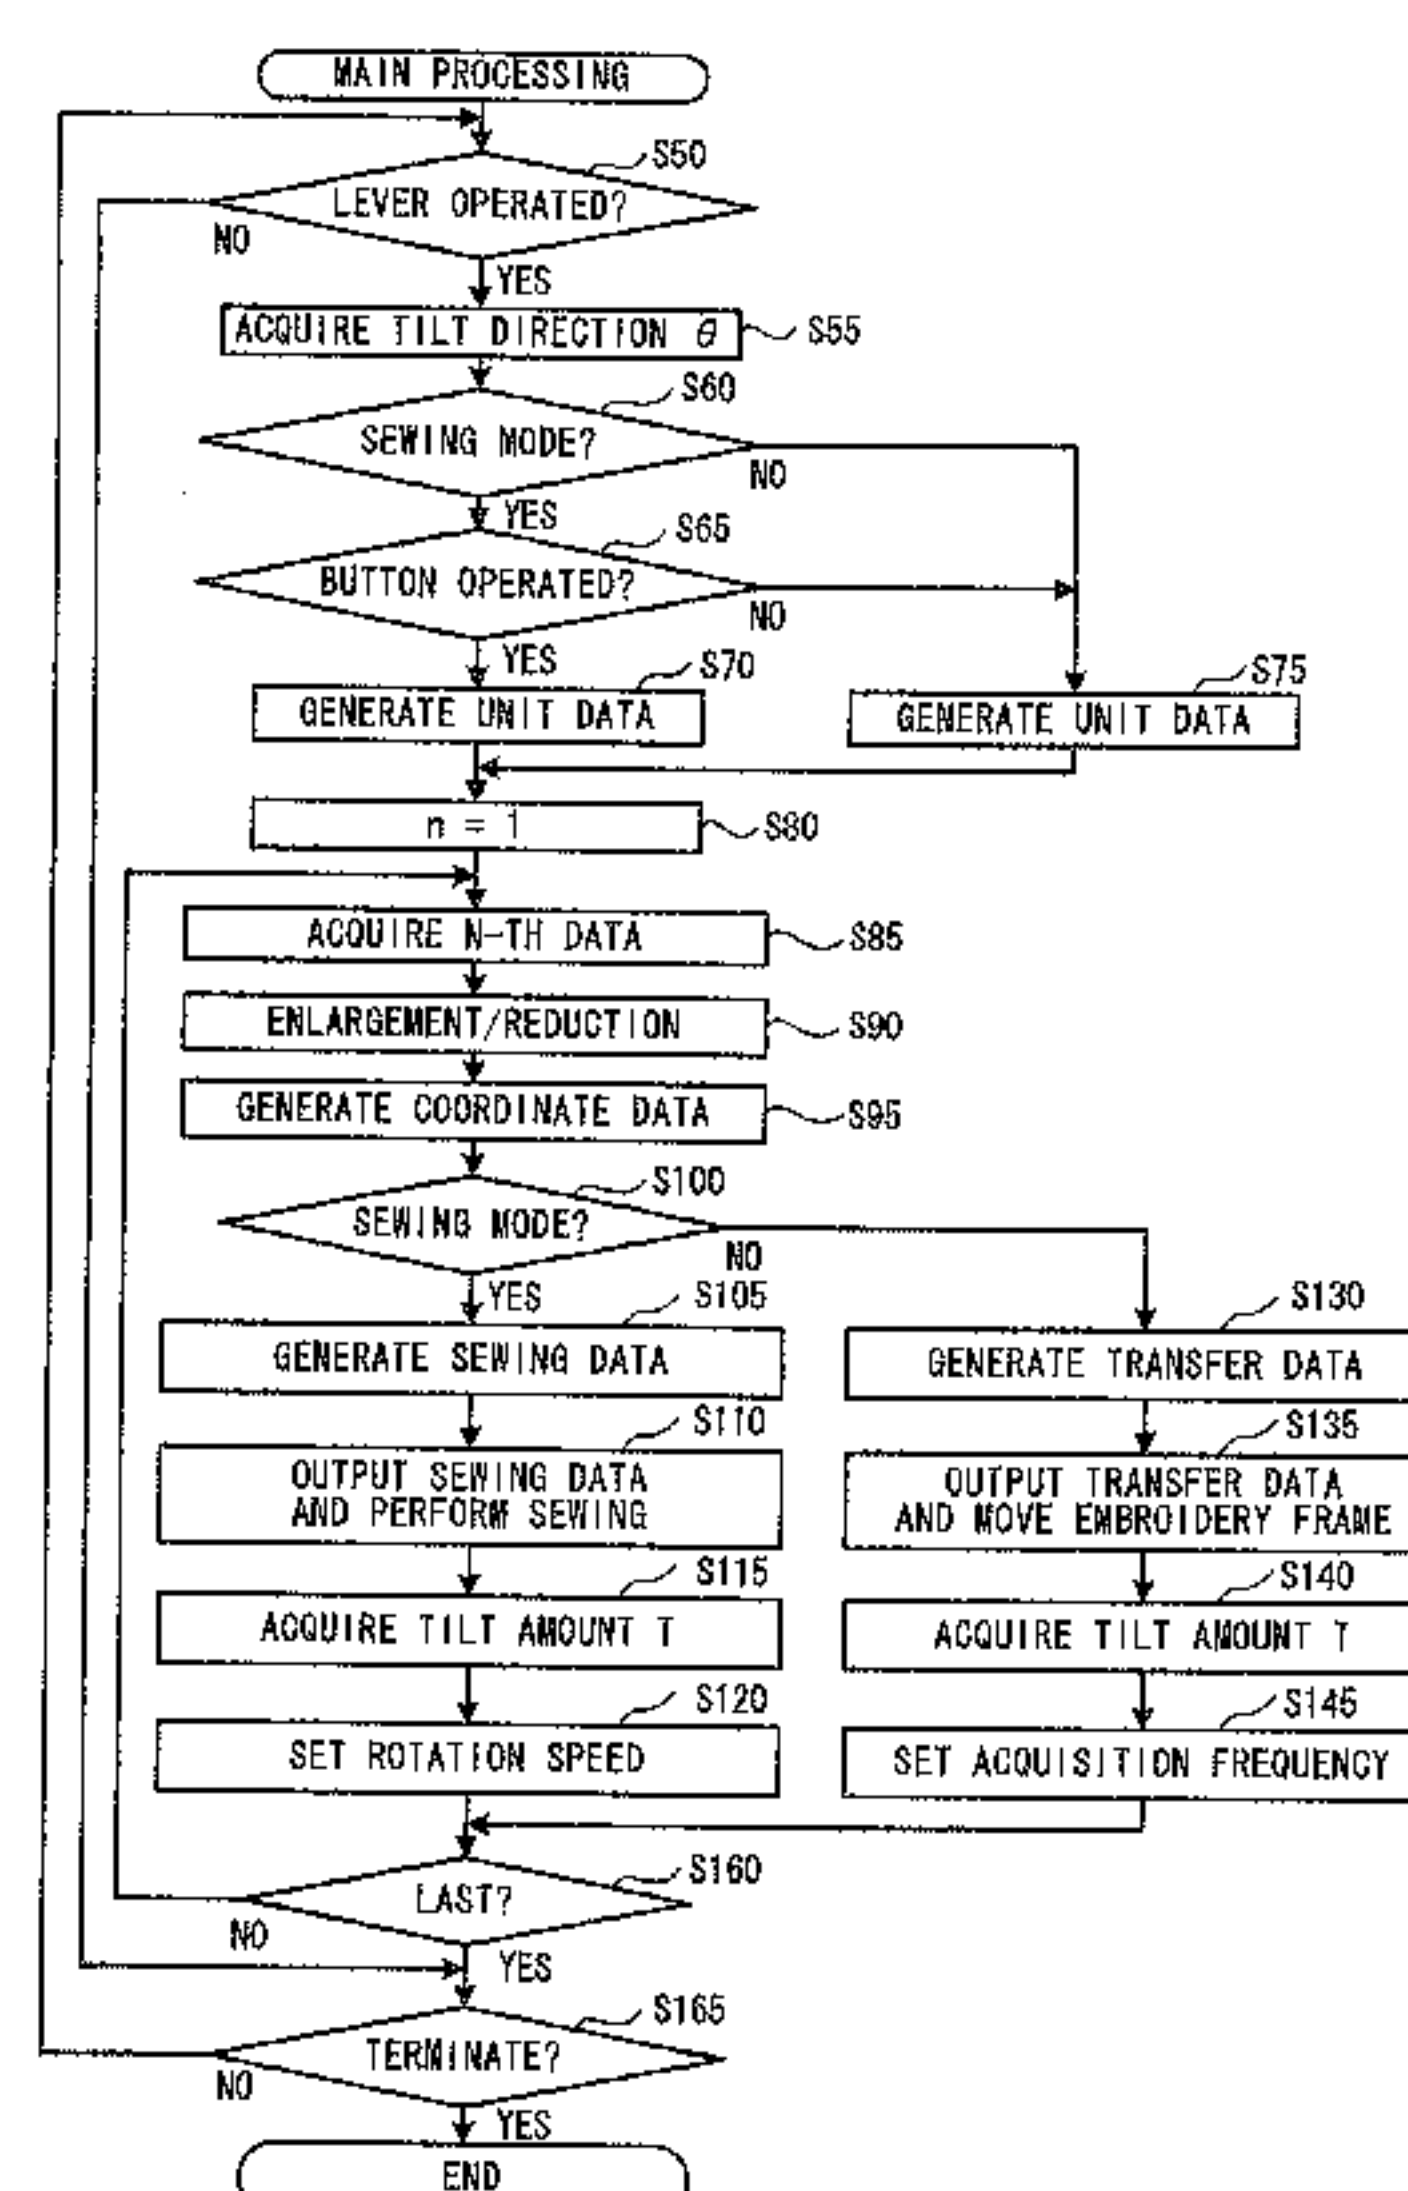 MAIN PROCESSING
S50
LEVER OPERATED?
NO
YES
ACQUIRE TILT DIRECTION θ
S55
S60
SEWING MODE?
NO
YES
S65
BUTTON OPERATED?
NO
YES
S70
GENERATE UNIT DATA
S75
GENERATE UNIT DATA
n = 1
S80
ACQUIRE N-TH DATA
S85
ENLARGEMENT/REDUCTION
S90
GENERATE COORDINATE DATA
S95
S100
SEWING MODE?
NO
YES
S105
GENERATE SEWING DATA
S130
GENERATE TRANSFER DATA
S110
OUTPUT SEWING DATA
AND PERFORM SEWING
S135
OUTPUT TRANSFER DATA
AND MOVE EMBROIDERY FRAME
S115
ACQUIRE TILT AMOUNT T
S140
ACQUIRE TILT AMOUNT T
S120
SET ROTATION SPEED
S145
SET ACQUISITION FREQUENCY
S160
LAST?
NO
YES
S165
TERMINATE?
NO
YES
END